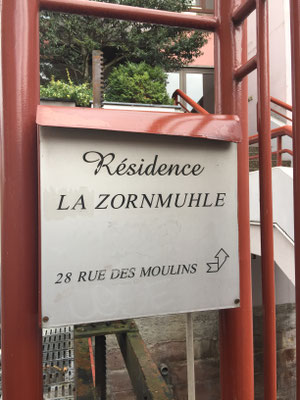 Résidence
LA ZORNMUHLE
28 RUE DES MOULINS